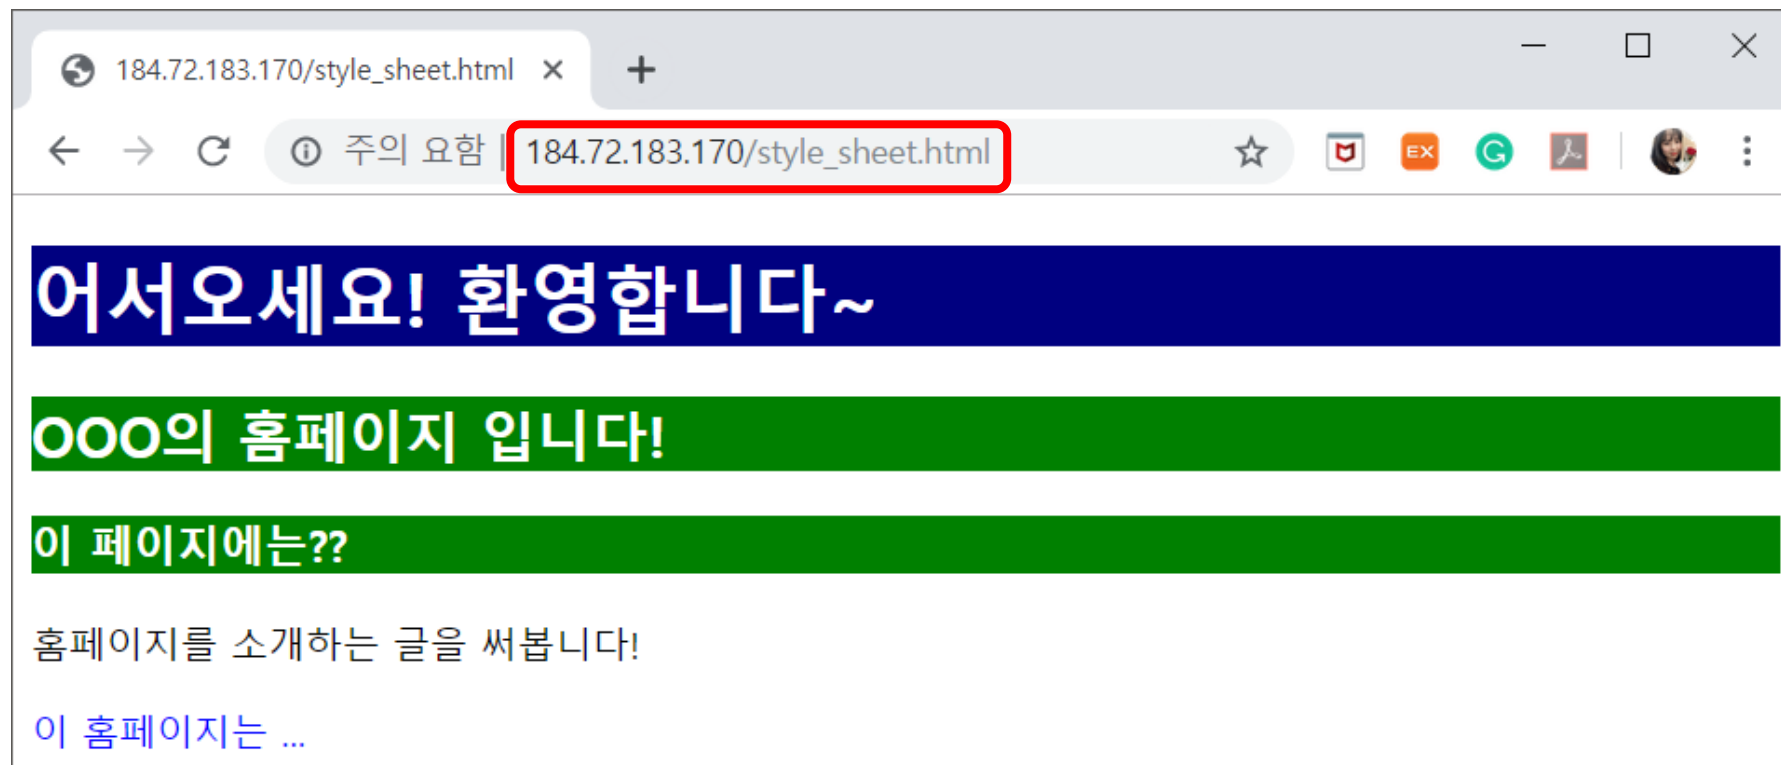 184.72.183.170/style_sheet.html
주의 요함 | 184.72.183.170/style_sheet.html
EX
어서오세요! 환영합니다~
OOO의 홈페이지 입니다!
이 페이지에는??
홈페이지를 소개하는 글을 써봅니다!
이 홈페이지는 ...